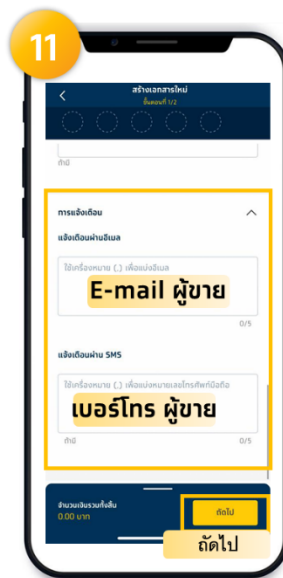 11
สร้างเอกสารใหม่
ขั้นตอนที่ 1/2
ถ้ามี
การแจ้งเตือน
แจ้งเตือนผ่านอีเมล
ใช้เครื่องหมาย (,) เพื่อแบ่งอีเมล
E-mail ผู้ขาย
0/5
แจ้งเตือนผ่าน SMS
ใช้เครื่องหมาย (,) เพื่อแบ่งหมายเลขโทรศัพท์มือถือ
เบอร์โทร ผู้ขาย
ถ้ามี 0/5
จำนวนเงินรวมทั้งสิ้น
0.00 บาท
ถัดไป
ถัดไป